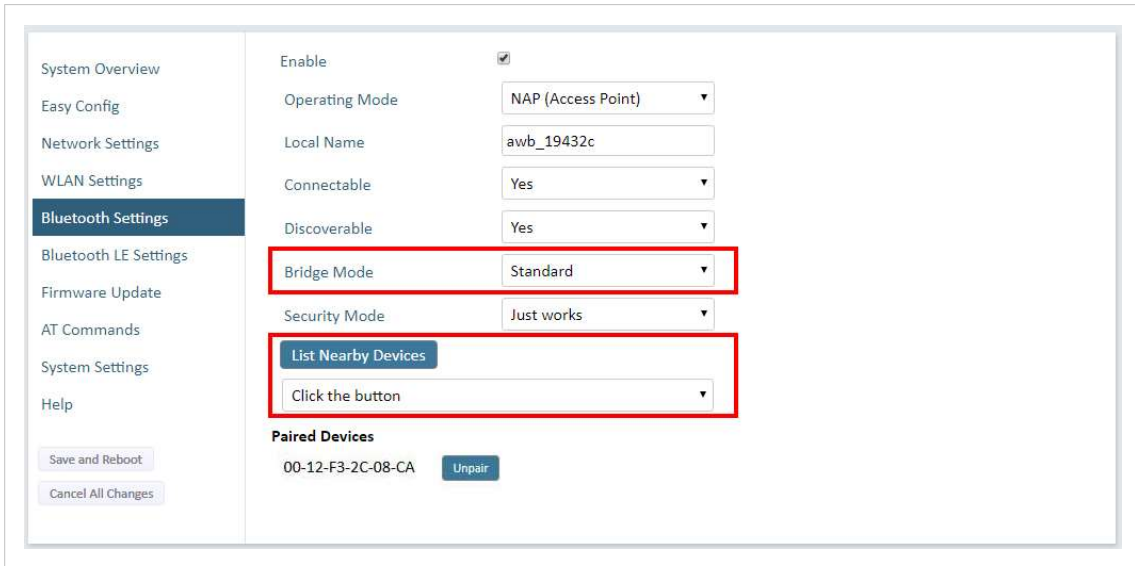 System Overview
Easy Config
Network Settings
WLAN Settings
Bluetooth Settings
Bluetooth LE Settings
Firmware Update
AT Commands
System Settings
Help
Save and Reboot
Cancel All Changes
Enable
Operating Mode NAP (Access Point)
Local Name awb_19432c
Connectable Yes
Discoverable Yes
Bridge Mode Standard
Security Mode Just works
List Nearby Devices
Click the button
Paired Devices
00-12-F3-2C-08-CA Unpair